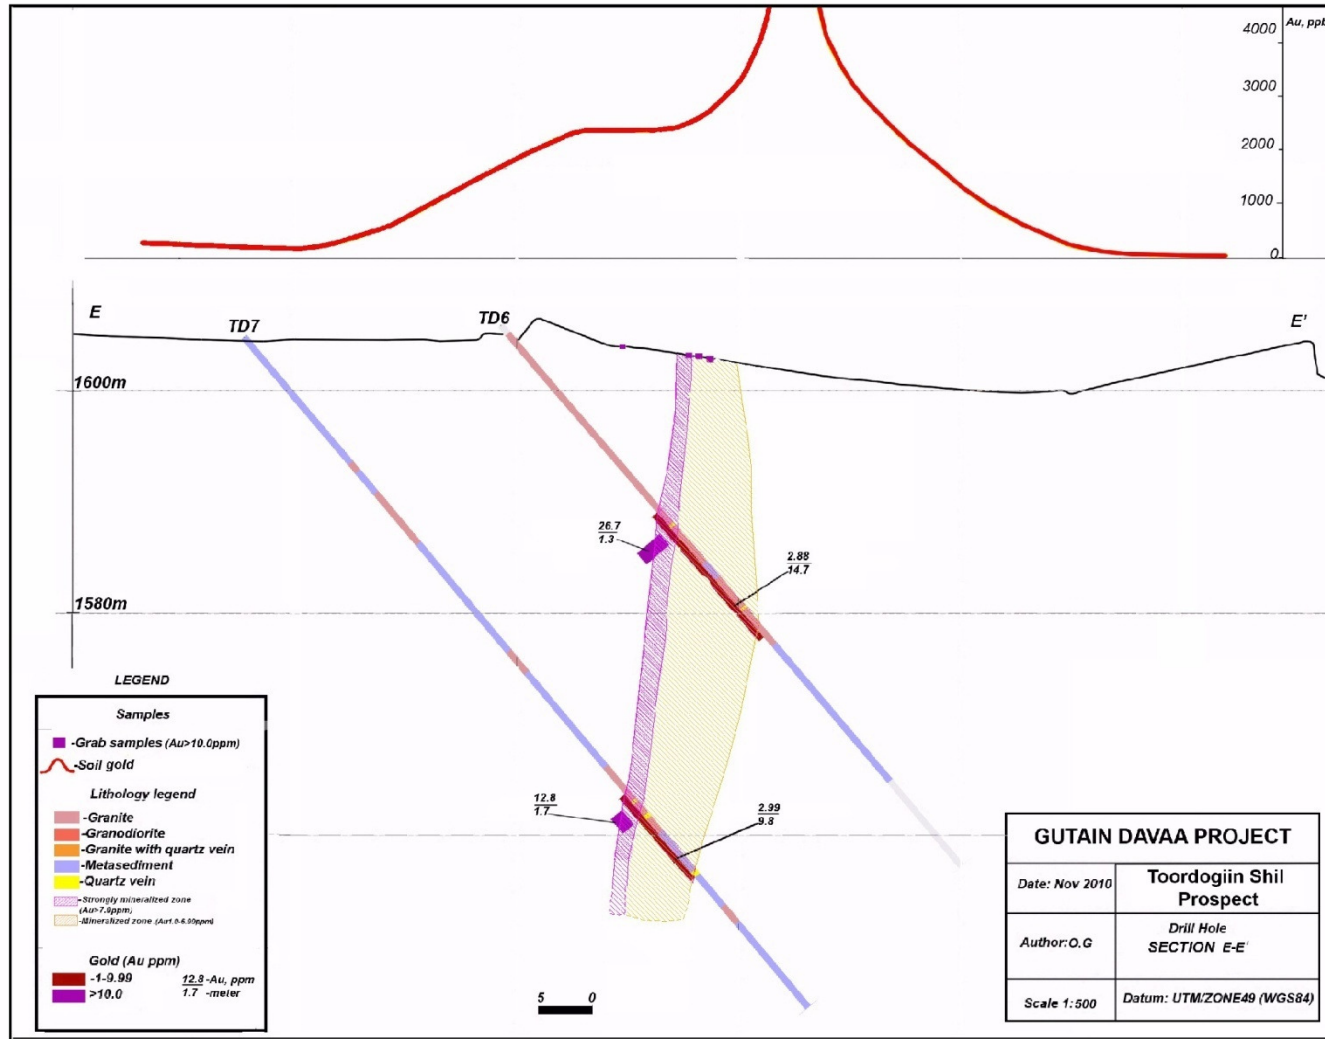 4000
Au, ppb
3000
2000
1000
0
E
TD7
TD6
E'
1600m
26.7
1.3
2.88
14.7
1580m
LEGEND
Samples
-Grab samples (Au>10.0ppm)
-Soil gold
Lithology legend
-Granite
-Granodiorite
-Granite with quartz vein
-Metasediment
-Quartz vein
-Strongly mineralized zone
(Au>7.0ppm)
-Mineralized zone
Gold (Au ppm)
-1-9.99
>10.0
12.8 -Au, ppm
1.7 -meter
12.8
1.7
2.99
9.8
5 0
GUTAIN DAVAA PROJECT
Date: Nov 2010
Toordogiin Shil
Prospect
Author:O.G
Drill Hole
SECTION E-E'
Scale 1:500
Datum: UTM/ZONE49 (WGS84)